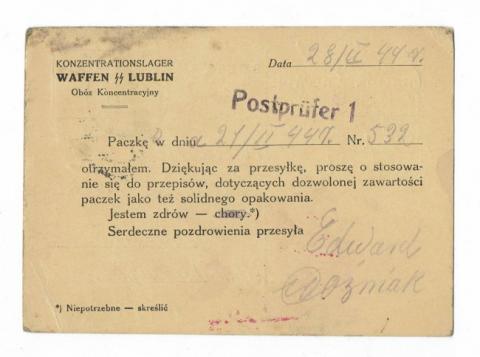 KONZENTRATIONSLAGER
WAFFEN ᛋᛋ LUBLIN
Obóz Koncentracyjny
Data 28/II 44 r.
Postprüfer 1
Paczkę w dniu 21/II 44 r. Nr. 532
otrzymałem. Dziękując za przesyłkę, proszę o stosowa-
nie się do przepisów, dotyczących dozwolonej zawartości
paczek jako też solidnego opakowania.
Jestem zdrów — chory.*)
Serdeczne pozdrowienia przesyła
Edward
Woźniak
*) Niepotrzebne — skreślić